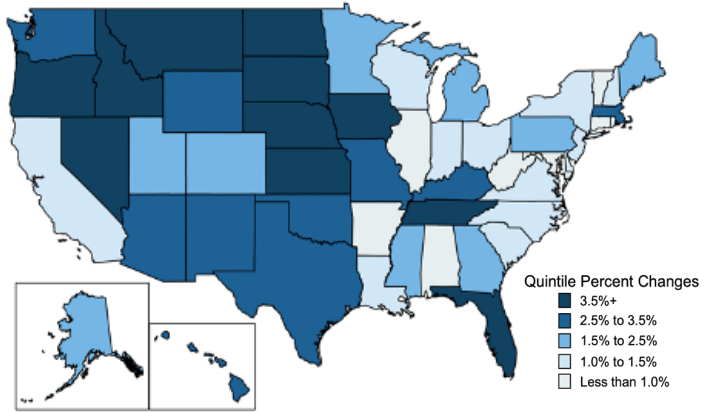 Quintile Percent Changes
3.5%+
2.5% to 3.5%
1.5% to 2.5%
1.0% to 1.5%
Less than 1.0%